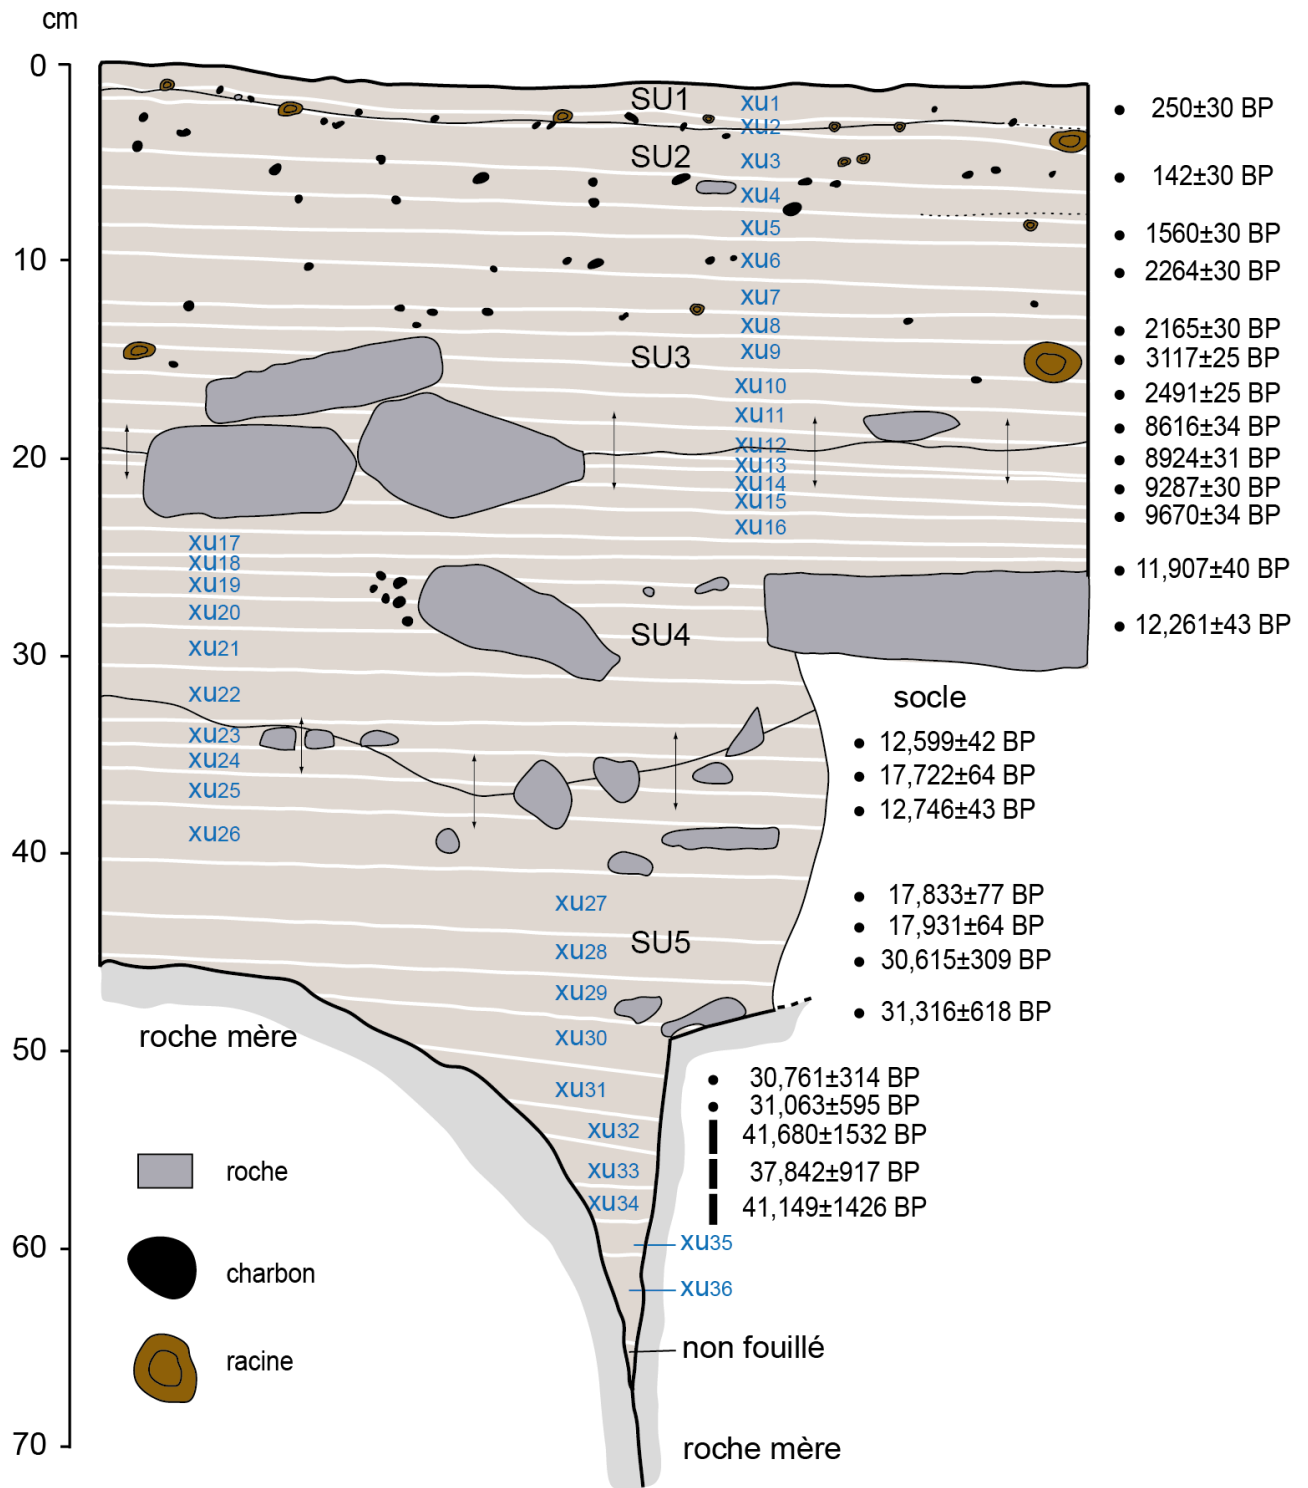 cm
0
SU1
xu1
250±30 BP
xu2
SU2
xu3
142±30 BP
xu4
xu5
1560±30 BP
10
xu6
2264±30 BP
xu7
xu8
2165±30 BP
SU3
xu9
3117±25 BP
xu10
2491±25 BP
xu11
8616±34 BP
xu12
20
xu13
8924±31 BP
xu14
9287±30 BP
xu15
9670±34 BP
xu16
xu17
xu18
11,907±40 BP
xu19
xu20
12,261±43 BP
SU4
xu21
30
xu22
socle
xu23
12,599±42 BP
xu24
17,722±64 BP
xu25
12,746±43 BP
xu26
40
xu27
17,833±77 BP
17,931±64 BP
SU5
xu28
30,615±309 BP
xu29
31,316±618 BP
roche mère
xu30
50
30,761±314 BP
xu31
31,063±595 BP
xu32
41,680±1532 BP
roche
xu33
37,842±917 BP
xu34
41,149±1426 BP
60
xu35
charbon
xu36
racine
non fouillé
70
roche mère